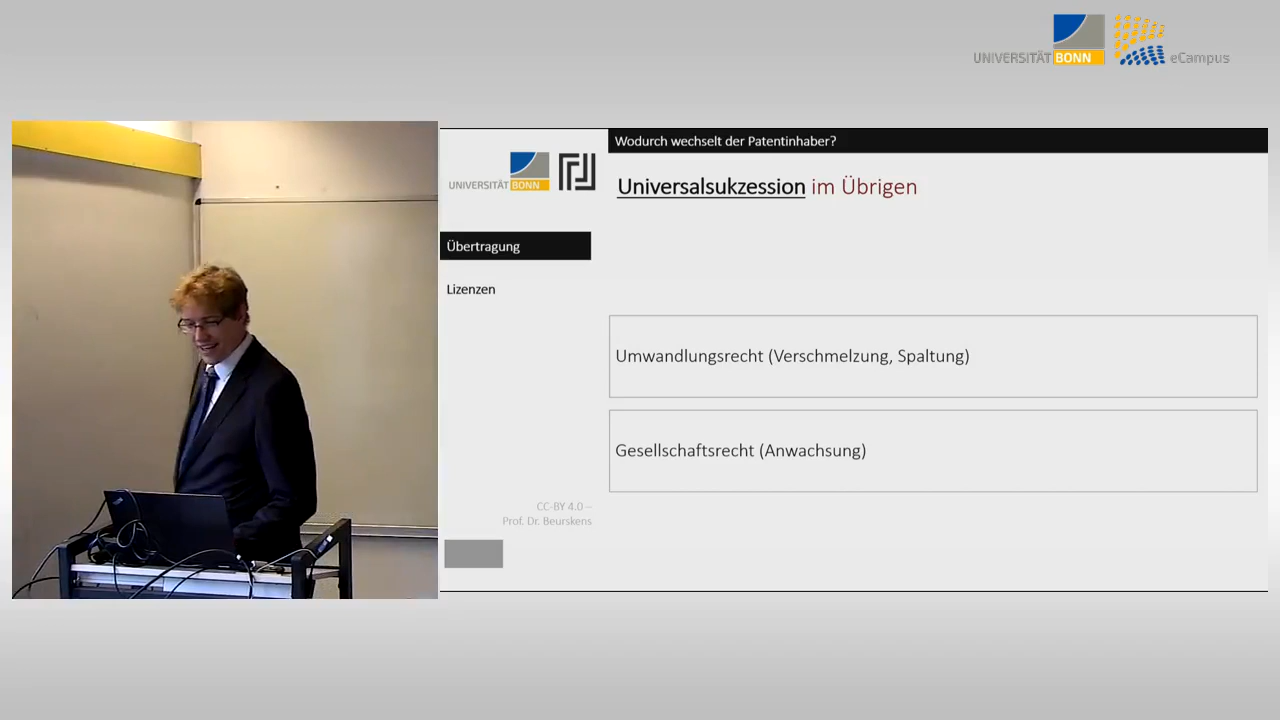 UNIVERSITÄT BONN
eCampus
Wodurch wechselt der Patentinhaber?
UNIVERSITÄT BONN
Universalsukzession im Übrigen
Übertragung
Lizenzen
Umwandlungsrecht (Verschmelzung, Spaltung)
Gesellschaftsrecht (Anwachsung)
CC-BY 4.0 –
Prof. Dr. Beurskens